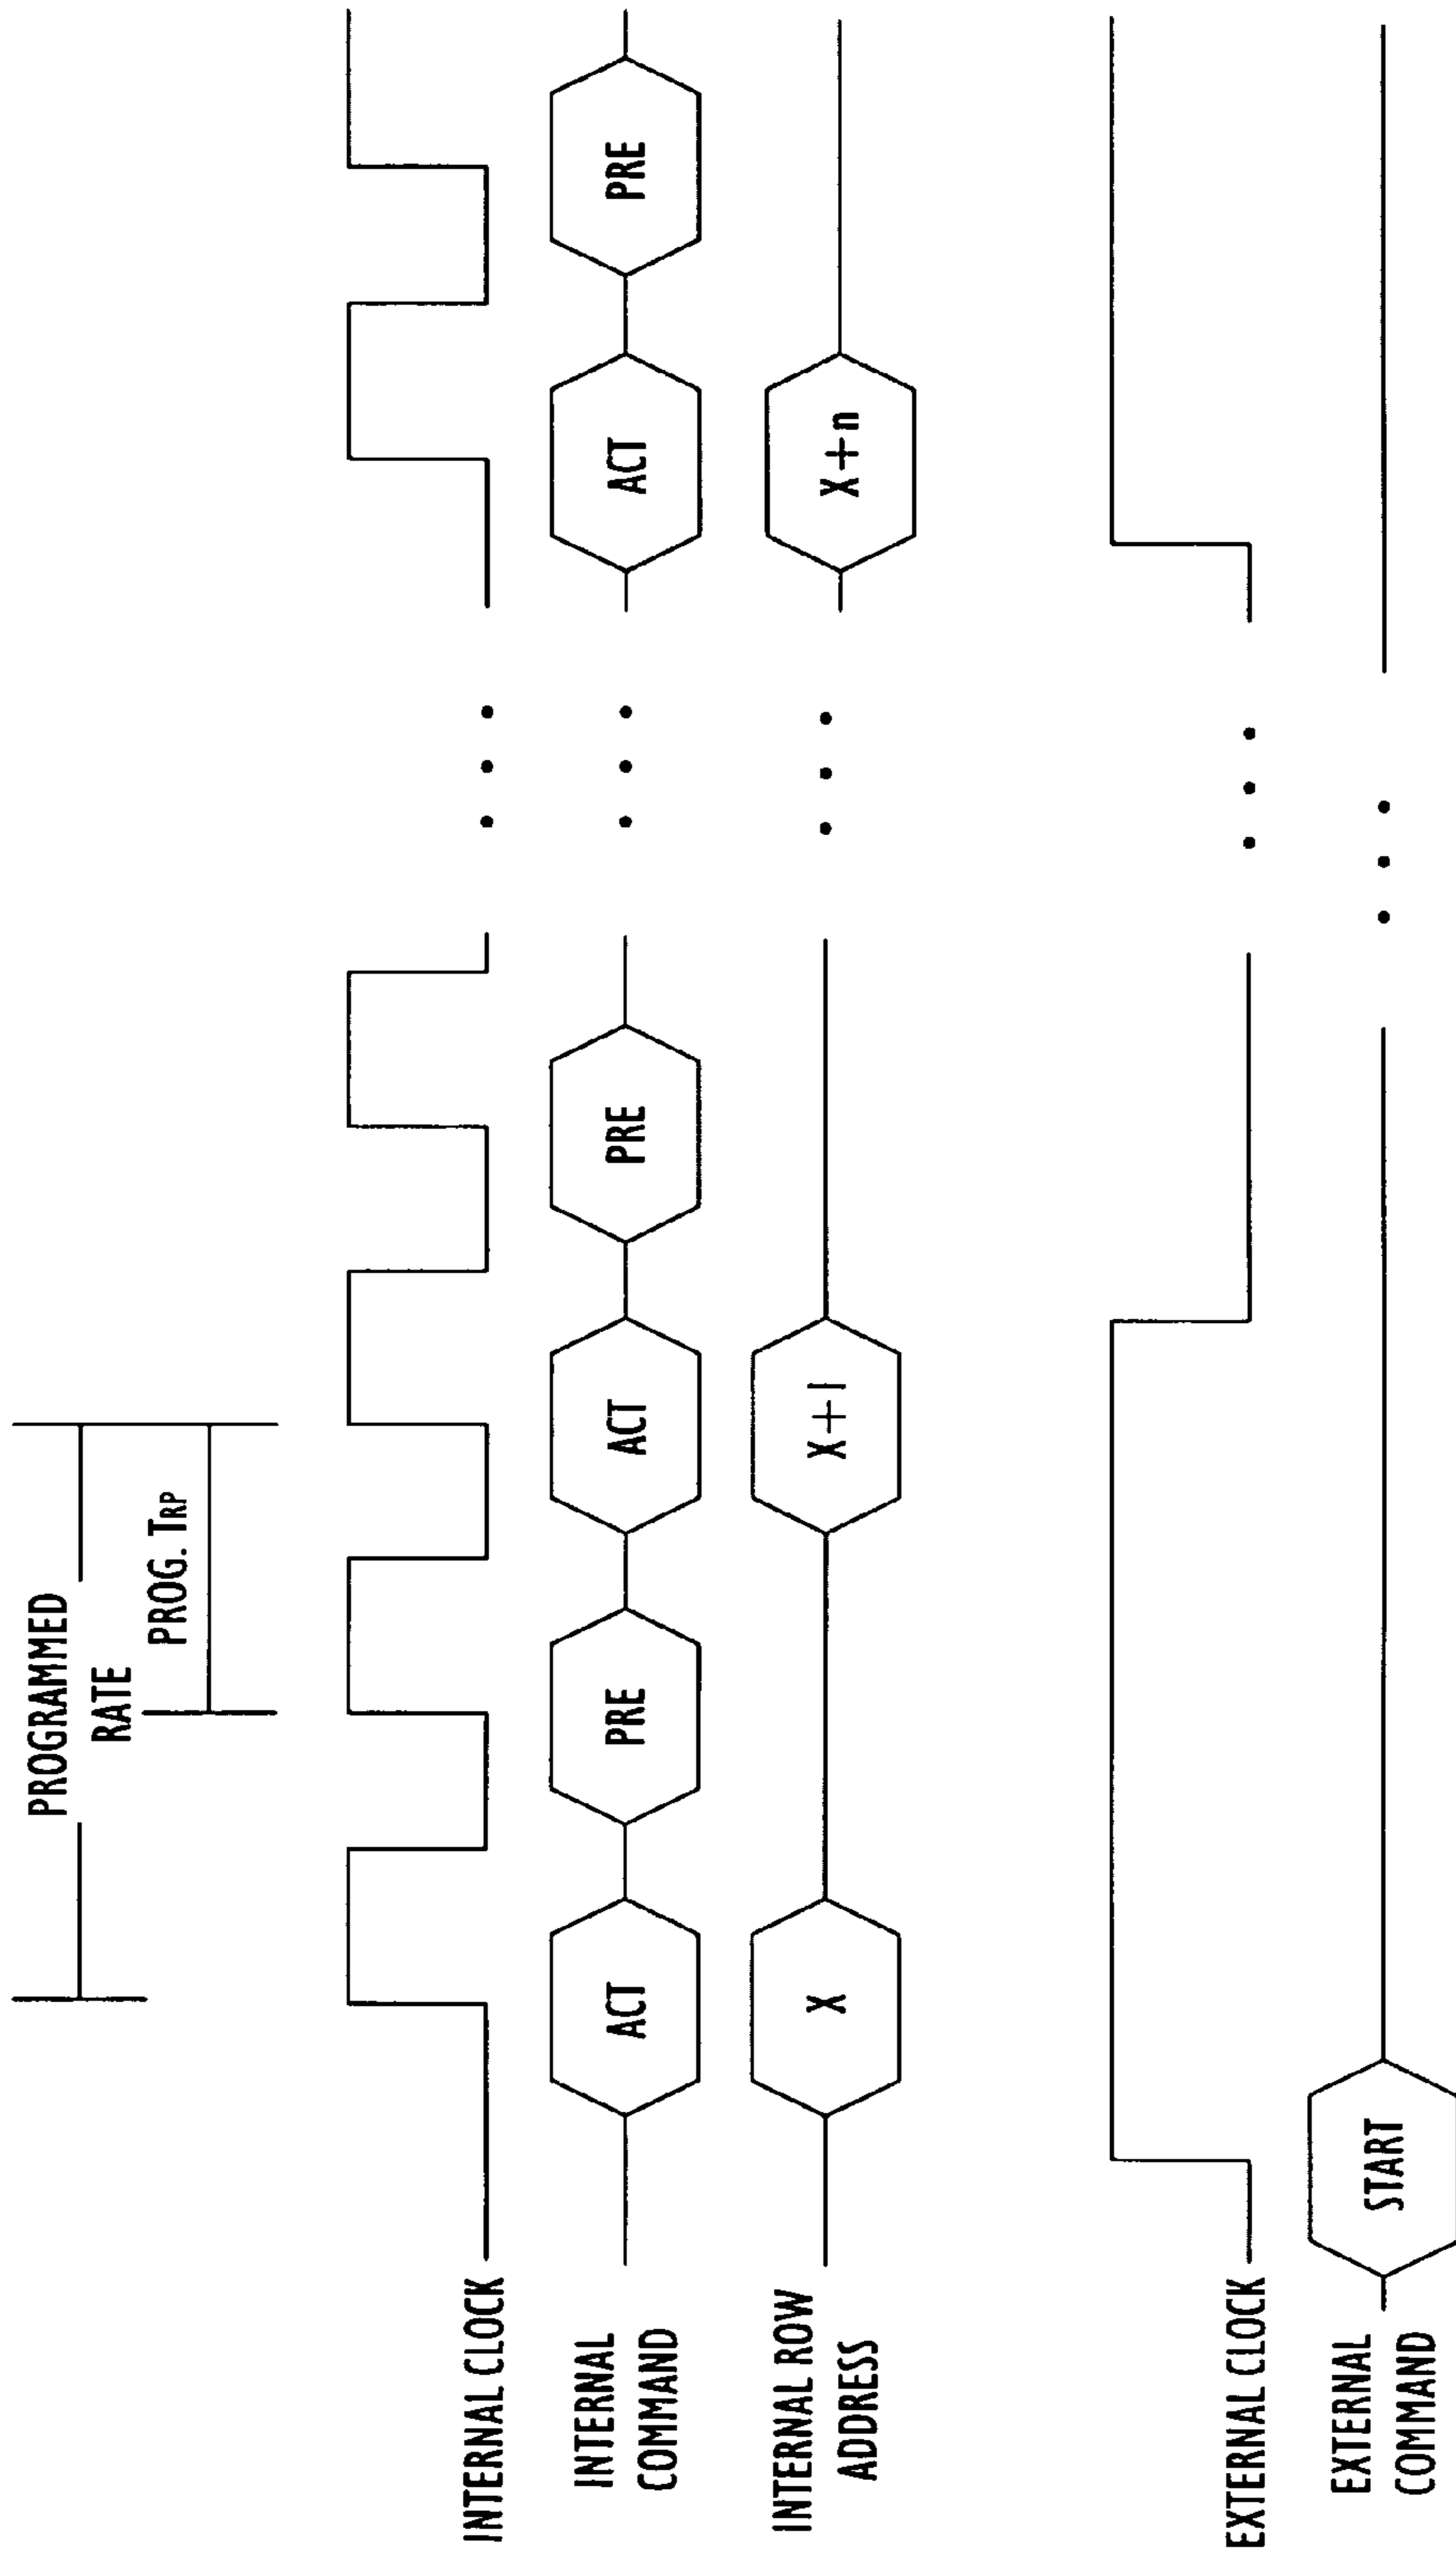 PROGRAMMED
RATE
PROG. TRP
INTERNAL CLOCK
INTERNAL
COMMAND
ACT
PRE
ACT
PRE
ACT
PRE
INTERNAL ROW
ADDRESS
X
X+1
X+n
EXTERNAL CLOCK
EXTERNAL
COMMAND
START